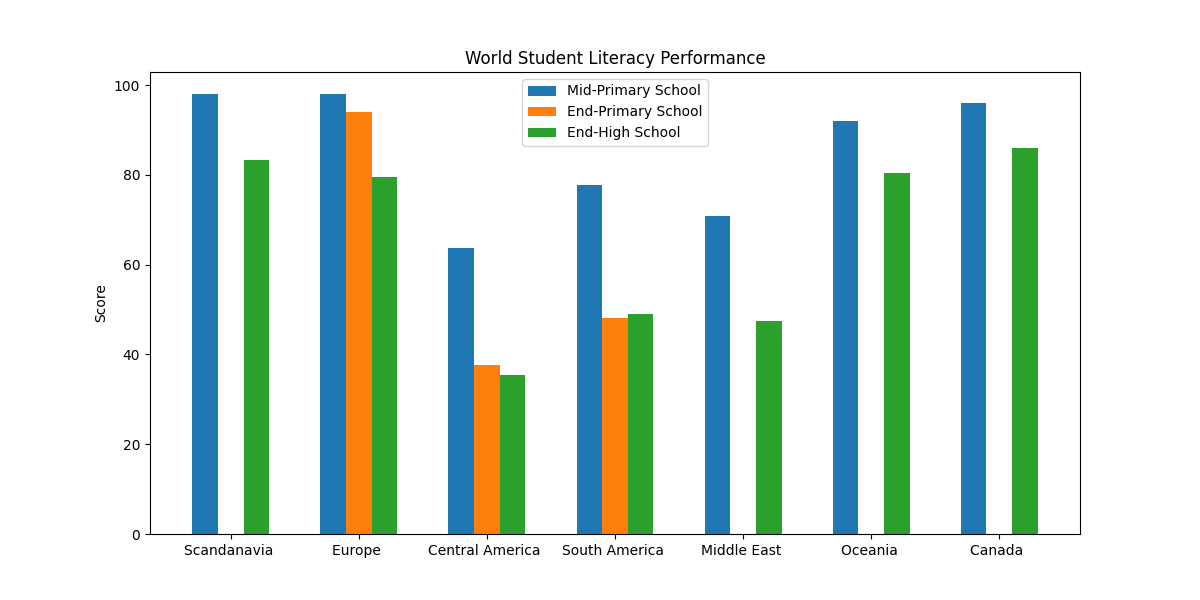 World Student Literacy Performance
Mid-Primary School
End-Primary School
End-High School
Score
100
80
60
40
20
0
Scandanavia Europe Central America South America Middle East Oceania Canada